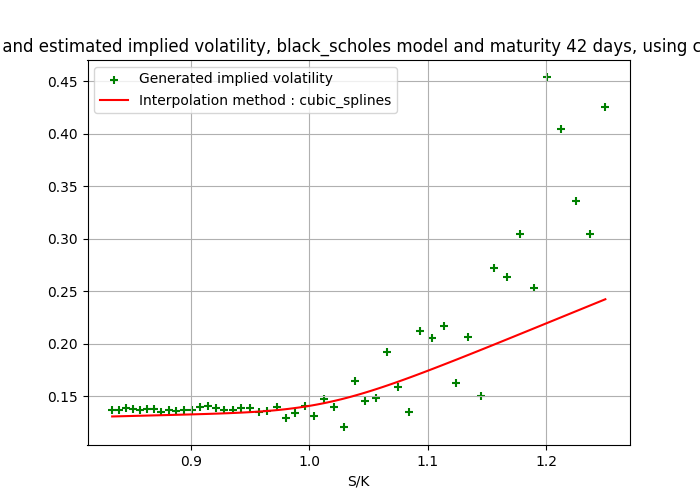 and estimated implied volatility, black_scholes model and maturity 42 days, using c
Generated implied volatility
Interpolation method : cubic_splines
0.45
0.40
0.35
0.30
0.25
0.20
0.15
0.9
1.0
1.1
1.2
S/K